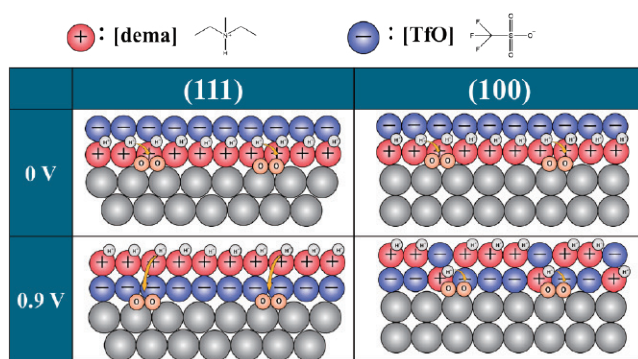 + : [dema] N⁺ H
− : [TfO] F F F S O O O⁻
(111) (100)
0 V
− − − − − − − − −
H⁺ H⁺ H⁺ H⁺ H⁺ H⁺ H⁺ H⁺
+ + + + + + + +
O O O O
0.9 V
H⁺ H⁺ H⁺ H⁺ H⁺ H⁺ H⁺ H⁺
+ + + + + + + +
− − − − − − − −
O O O O